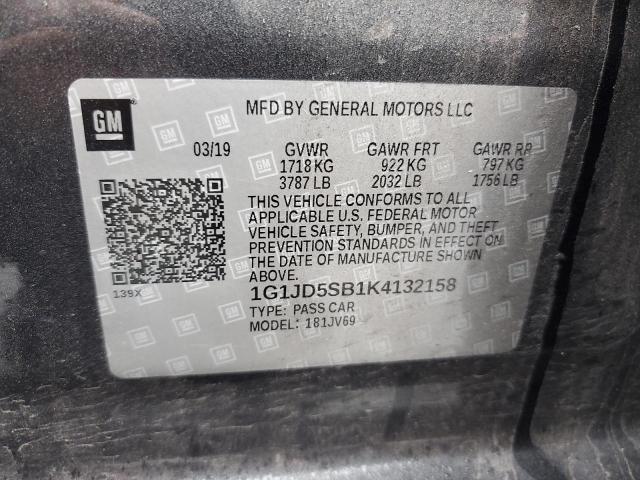 GM
MFD BY GENERAL MOTORS LLC
03/19 GVWR GAWR FRT GAWR RR
1718 KG 922 KG 797 KG
3787 LB 2032 LB 1756 LB
THIS VEHICLE CONFORMS TO ALL
APPLICABLE U.S. FEDERAL MOTOR
VEHICLE SAFETY, BUMPER, AND THEFT
PREVENTION STANDARDS IN EFFECT ON
THE DATE OF MANUFACTURE SHOWN
ABOVE.
139X
1G1JD5SB1K4132158
TYPE: PASS CAR
MODEL: 181JV69